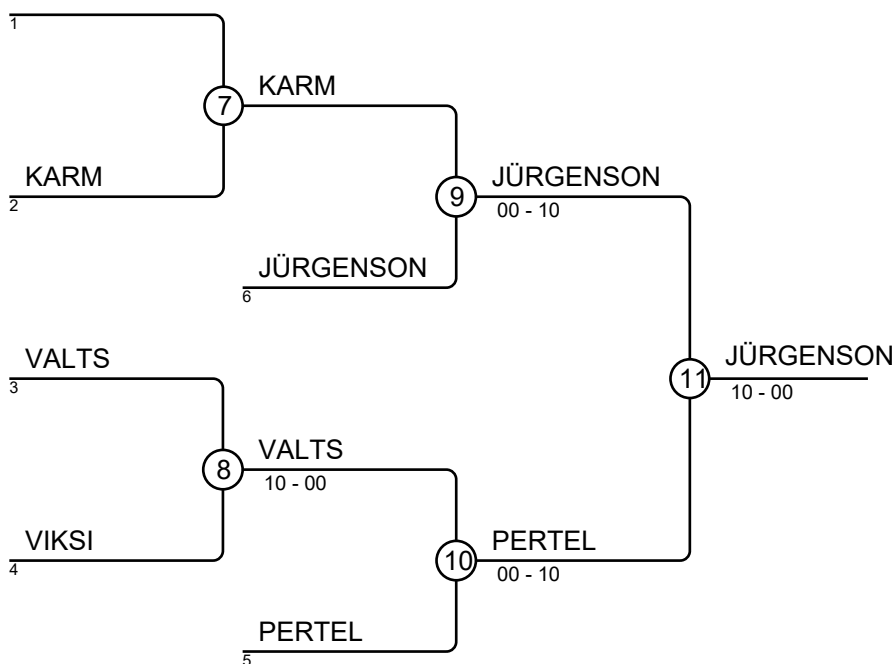 1
KARM
7
KARM
2
JÜRGENSON
9
00 - 10
JÜRGENSON
6
VALTS
3
JÜRGENSON
11
10 - 00
VALTS
8
10 - 00
VIKSI
4
PERTEL
10
00 - 10
PERTEL
5